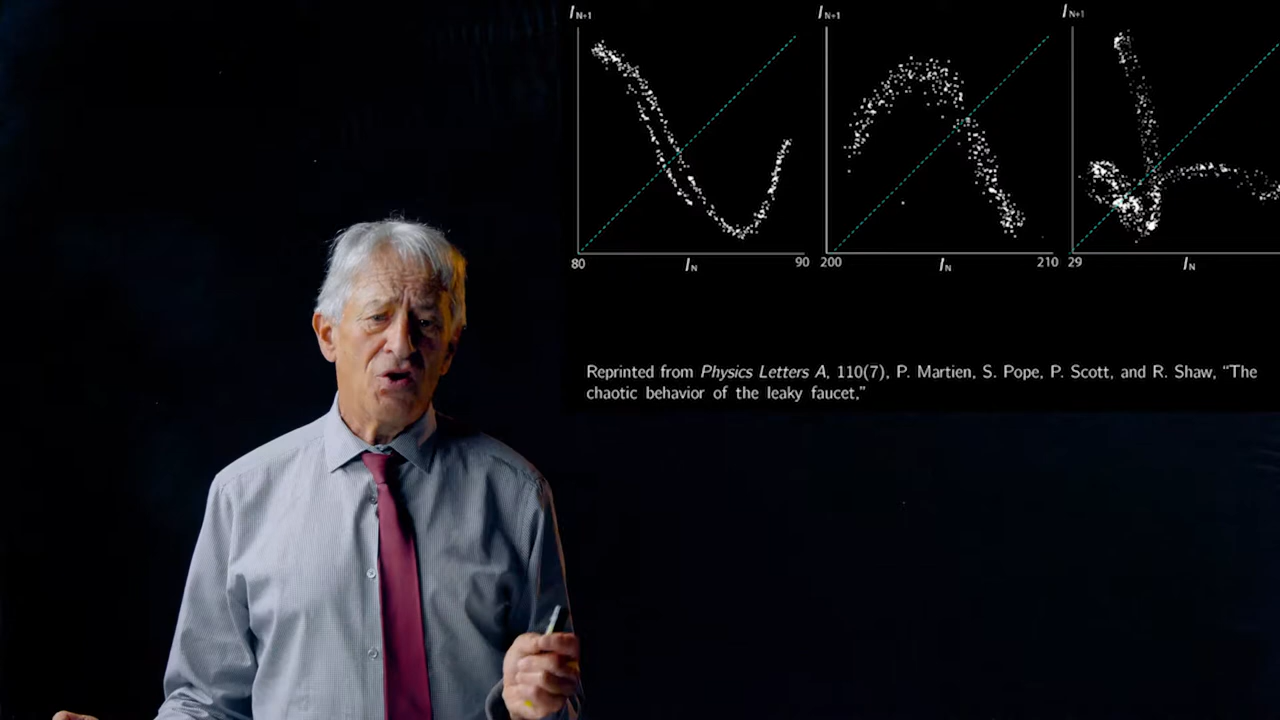 I N+1 I N+1 I N+1
80 I N 90 200 I N 210 29 I N
Reprinted from Physics Letters A, 110(7), P. Martien, S. Pope, P. Scott, and R. Shaw, “The
chaotic behavior of the leaky faucet,”